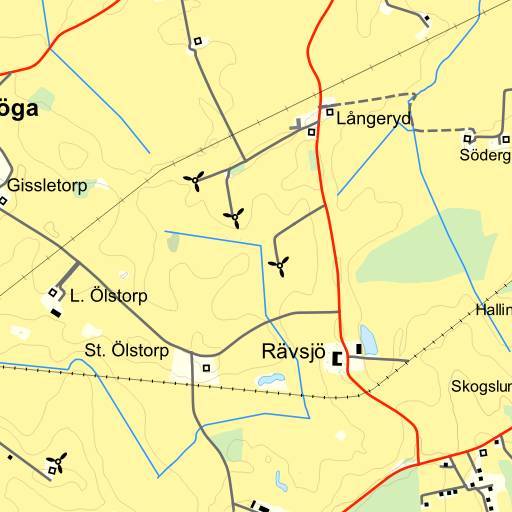 öga
Långeryd
Söderg
Gissletorp
L. Ölstorp
Hallin
St. Ölstorp
Rävsjö
Skogslun